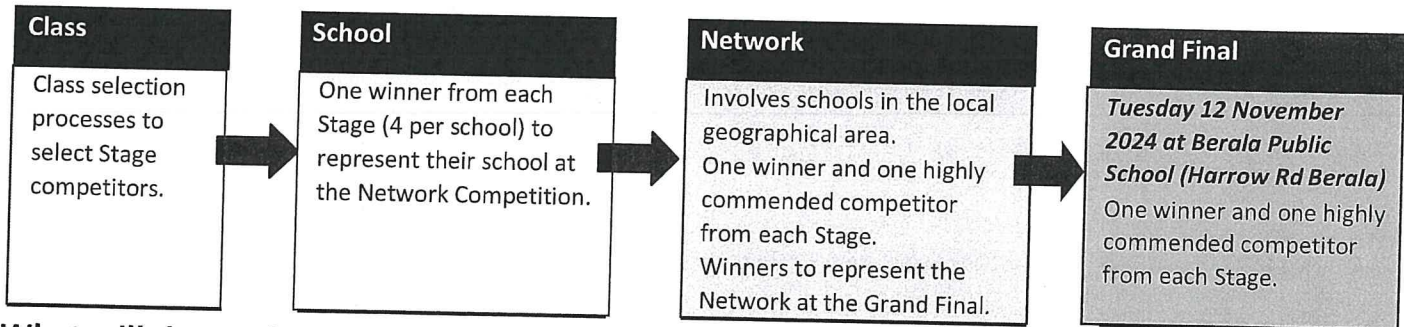 Class
Class selection
processes to
select Stage
competitors.
School
One winner from each
Stage (4 per school) to
represent their school at
the Network Competition.
Network
Involves schools in the local
geographical area.
One winner and one highly
commended competitor
from each Stage.
Winners to represent the
Network at the Grand Final.
Grand Final
Tuesday 12 November
2024 at Berala Public
School (Harrow Rd Berala)
One winner and one highly
commended competitor
from each Stage.